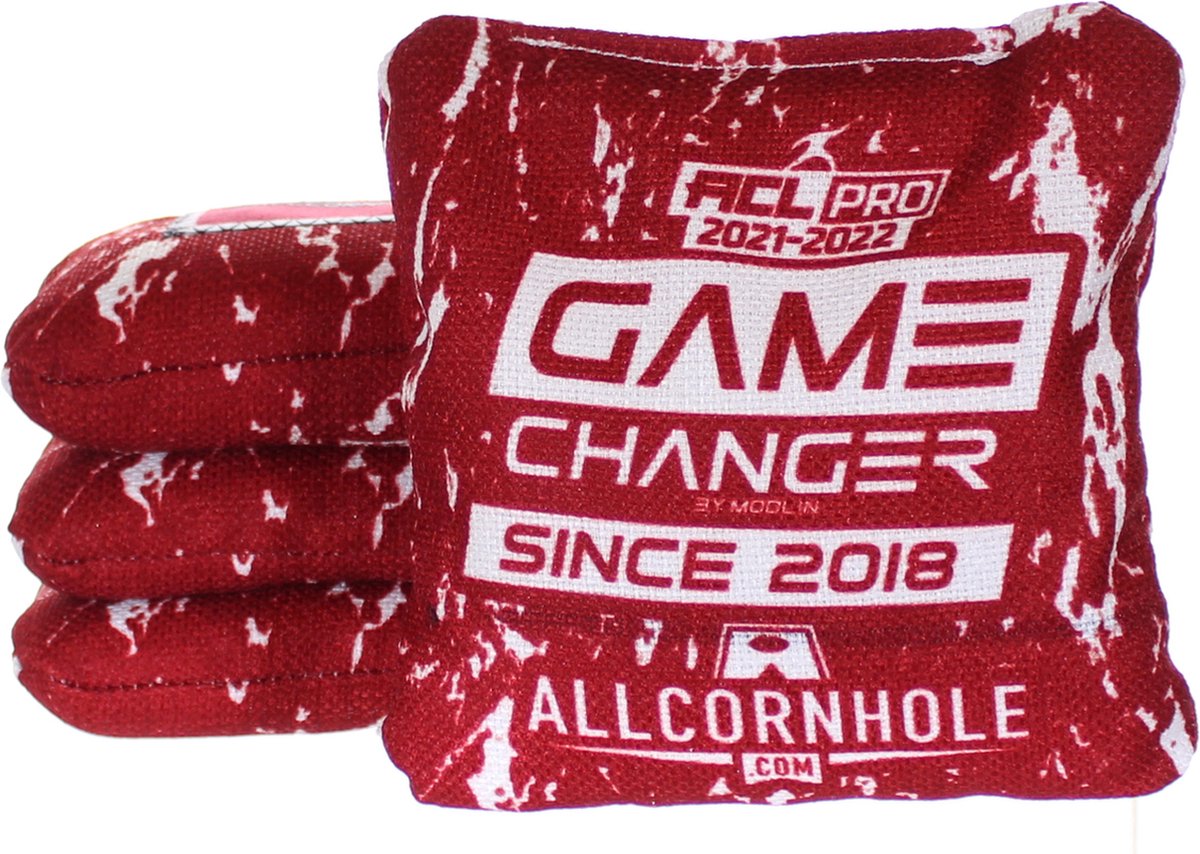 ACL PRO
2021-2022
GAME
CHANGER
BY MODLIN
SINCE 2018
ALLCORNHOLE
.COM